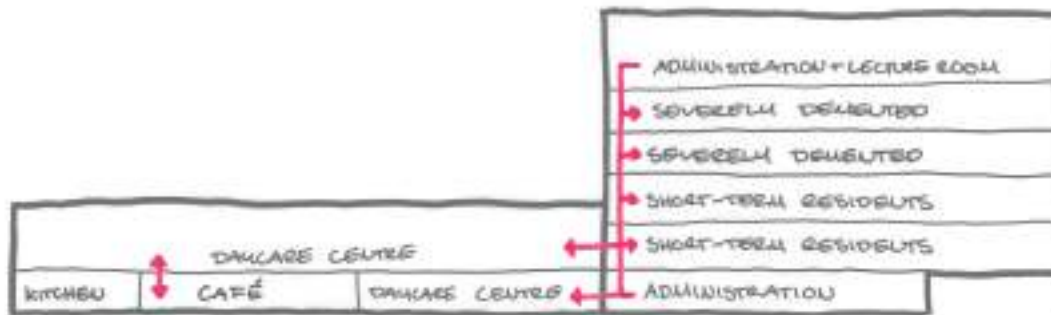 ADMINISTRATION + LECTURE ROOM
SEVERELY DEMENTED
SEVERELY DEMENTED
SHORT-TERM RESIDENTS
SHORT-TERM RESIDENTS
DAYCARE CENTRE
KITCHEN
CAFÉ
DAYCARE CENTRE
ADMINISTRATION